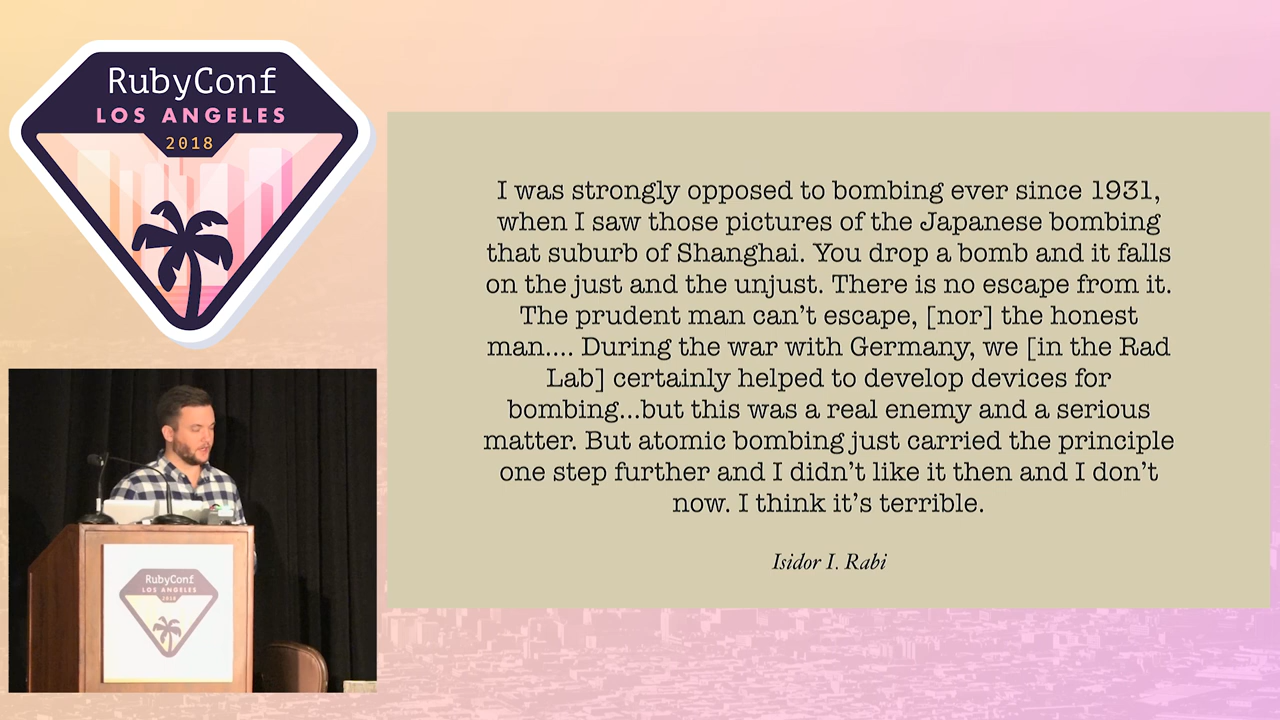 RubyConf
LOS ANGELES
2018
I was strongly opposed to bombing ever since 1931,
when I saw those pictures of the Japanese bombing
that suburb of Shanghai. You drop a bomb and it falls
on the just and the unjust. There is no escape from it.
The prudent man can’t escape, [nor] the honest
man.... During the war with Germany, we [in the Rad
Lab] certainly helped to develop devices for
bombing...but this was a real enemy and a serious
matter. But atomic bombing just carried the principle
one step further and I didn’t like it then and I don’t
now. I think it’s terrible.
Isidor I. Rabi
RubyConf
LOS ANGELES
2018